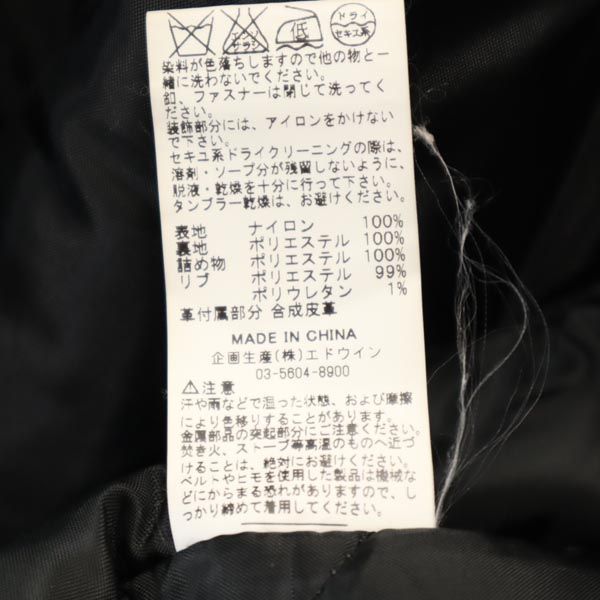 エンソ サラシ 低 ドライ セキユ系
染料が色落ちしますので他の物と一
緒に洗わないでください。
釦、ファスナーは閉じて洗ってく
ださい。
装飾部分には、アイロンをかけない
で下さい。
セキユ系ドライクリーニングの際は、
溶剤・ソープ分が残留しないように、
脱液・乾燥を十分に行って下さい。
タンブラー乾燥は、お避けください。
表地 ナイロン 100%
裏地 ポリエステル 100%
詰め物 ポリエステル 100%
リブ ポリエステル 99%
ポリウレタン 1%
革付属部分 合成皮革
MADE IN CHINA
企画生産(株)エドウイン
03-5604-8900
⚠注意
汗や雨などで湿った状態、および摩擦
により色移りすることがあります。
金属部品の突起部分にご注意ください。
焚き火、ストーブ等高温のものへ近づ
けることは、絶対にお避けください。
ベルトやヒモを使用した製品は機械な
どにからまる恐れがありますので、し
っかり締めて着用してください。